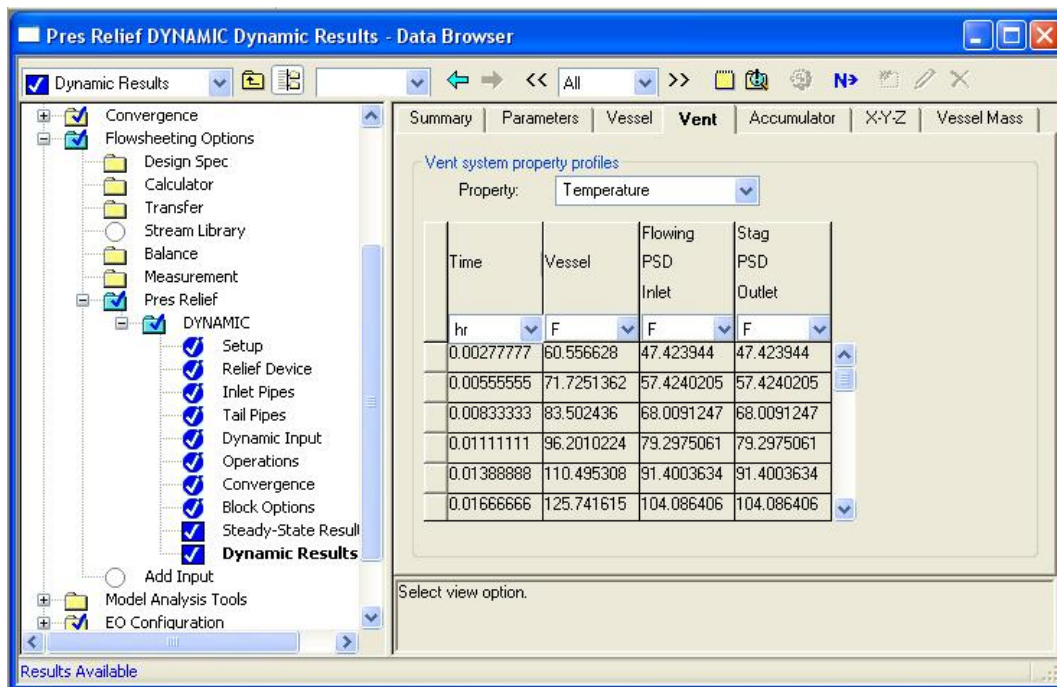 Pres Relief DYNAMIC Dynamic Results - Data Browser
Dynamic Results << All >> N
Convergence
Flowsheeting Options
Design Spec
Calculator
Transfer
Stream Library
Balance
Measurement
Pres Relief
DYNAMIC
Setup
Relief Device
Inlet Pipes
Tail Pipes
Dynamic Input
Operations
Convergence
Block Options
Steady-State Resul
Dynamic Results
Add Input
Model Analysis Tools
EO Configuration
Summary Parameters Vessel Vent Accumulator X-Y-Z Vessel Mass
Vent system property profiles
Property: Temperature
Time Vessel Flowing PSD Inlet Stag PSD Outlet
hr F F F
0.00277777 60.556628 47.423944 47.423944
0.00555555 71.7251362 57.4240205 57.4240205
0.00833333 83.502436 68.0091247 68.0091247
0.01111111 96.2010224 79.2975061 79.2975061
0.01388888 110.495308 91.4003634 91.4003634
0.01666666 125.741615 104.086406 104.086406
Select view option.
Results Available